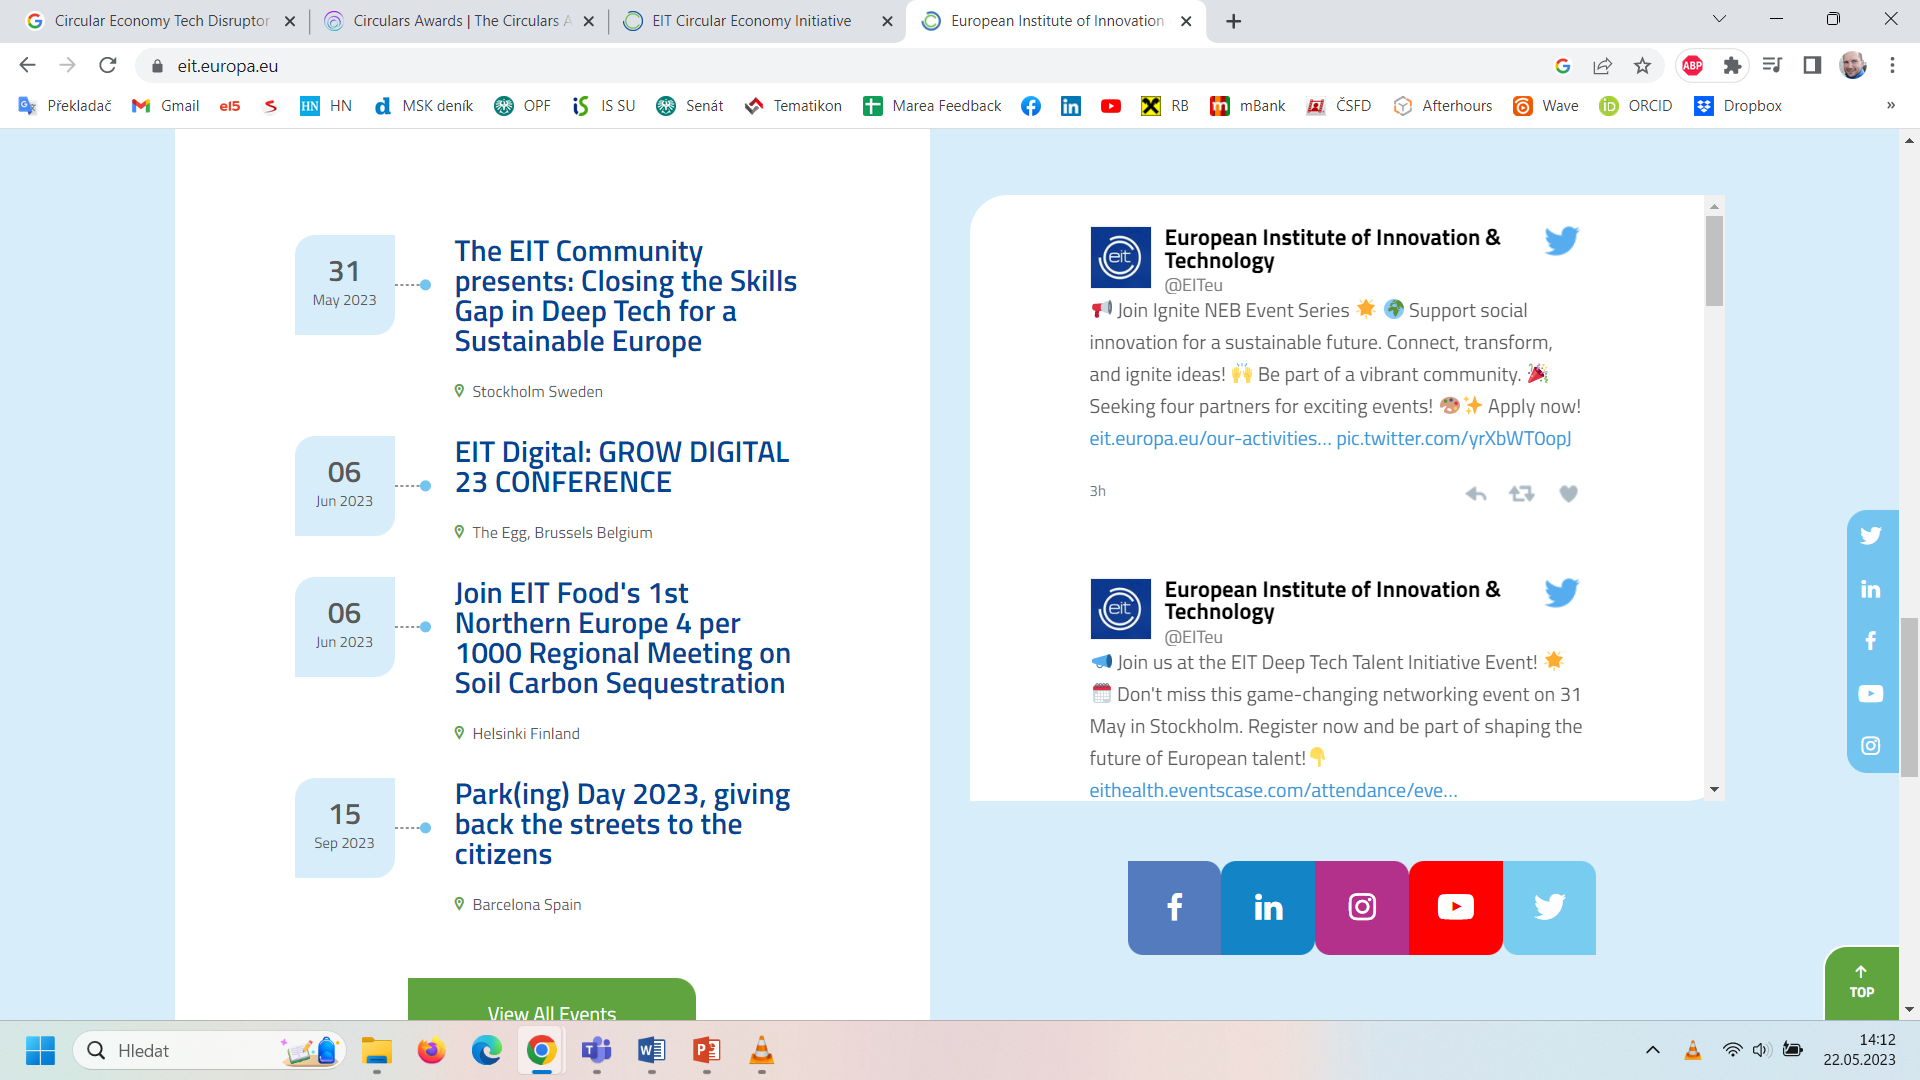 Circular Economy Tech Disruptor
Circulars Awards | The Circulars A
EIT Circular Economy Initiative
European Institute of Innovation
eit.europa.eu
ABP
Překladač
Gmail
el5
S
HN HN
d MSK deník
OPF
IS SU
Senát
Tematikon
Marea Feedback
RB
mBank
ČSFD
Afterhours
Wave
iD ORCID
Dropbox
»
31
May 2023
The EIT Community
presents: Closing the Skills
Gap in Deep Tech for a
Sustainable Europe
Stockholm Sweden
06
Jun 2023
EIT Digital: GROW DIGITAL
23 CONFERENCE
The Egg, Brussels Belgium
06
Jun 2023
Join EIT Food's 1st
Northern Europe 4 per
1000 Regional Meeting on
Soil Carbon Sequestration
Helsinki Finland
15
Sep 2023
Park(ing) Day 2023, giving
back the streets to the
citizens
Barcelona Spain
View All Events
eit
European Institute of Innovation &
Technology
@EITeu
📢 Join Ignite NEB Event Series 🌟 🌍 Support social
innovation for a sustainable future. Connect, transform,
and ignite ideas! 🙌 Be part of a vibrant community. 🎉
Seeking four partners for exciting events! 🎨✨ Apply now!
eit.europa.eu/our-activities… pic.twitter.com/yrXbWT0opJ
3h
eit
European Institute of Innovation &
Technology
@EITeu
📣 Join us at the EIT Deep Tech Talent Initiative Event! 🌟
🗓 Don't miss this game-changing networking event on 31
May in Stockholm. Register now and be part of shaping the
future of European talent!👇
eithealth.eventscase.com/attendance/eve…
TOP
Hledat
14:12
22.05.2023